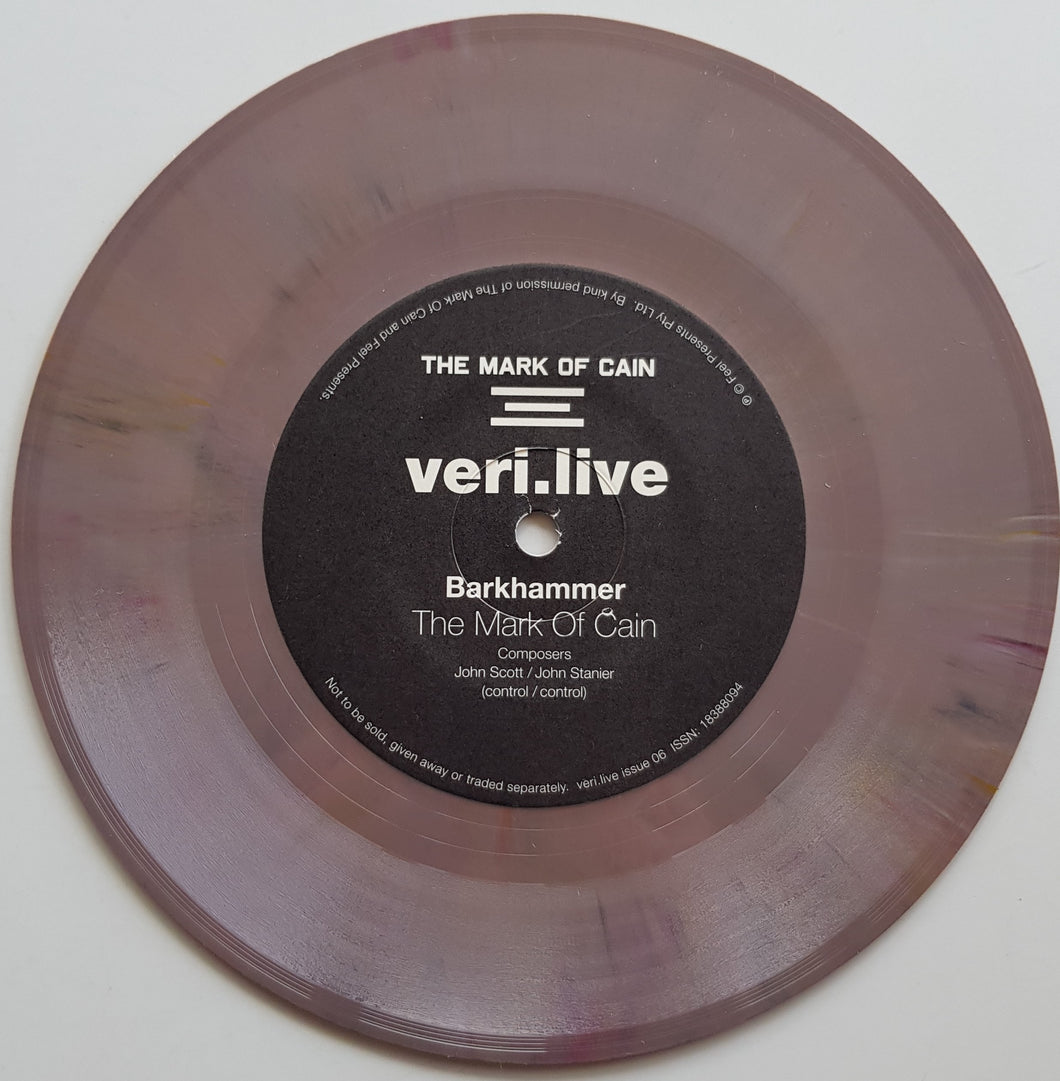 THE MARK OF CAIN
veri.live
Barkhammer
The Mark Of Cain
Composers
John Scott / John Stanier
(control / control)
Not to be sold, given away or traded separately. veri.live issue 06 ISSN: 18388094
℗ © Feel Presents Pty Ltd. By kind permission of The Mark Of Cain and Feel Presents.